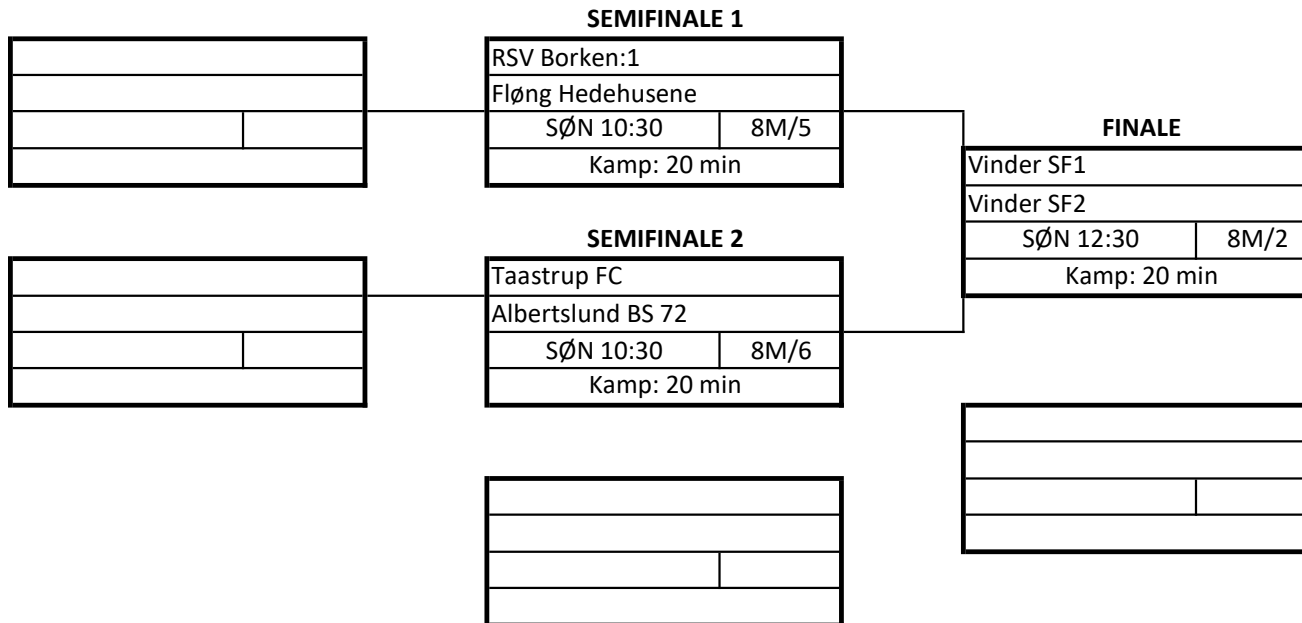 SEMIFINALE 1
RSV Borken:1
Fløng Hedehusene
SØN 10:30 8M/5
Kamp: 20 min
SEMIFINALE 2
Taastrup FC
Albertslund BS 72
SØN 10:30 8M/6
Kamp: 20 min
FINALE
Vinder SF1
Vinder SF2
SØN 12:30 8M/2
Kamp: 20 min